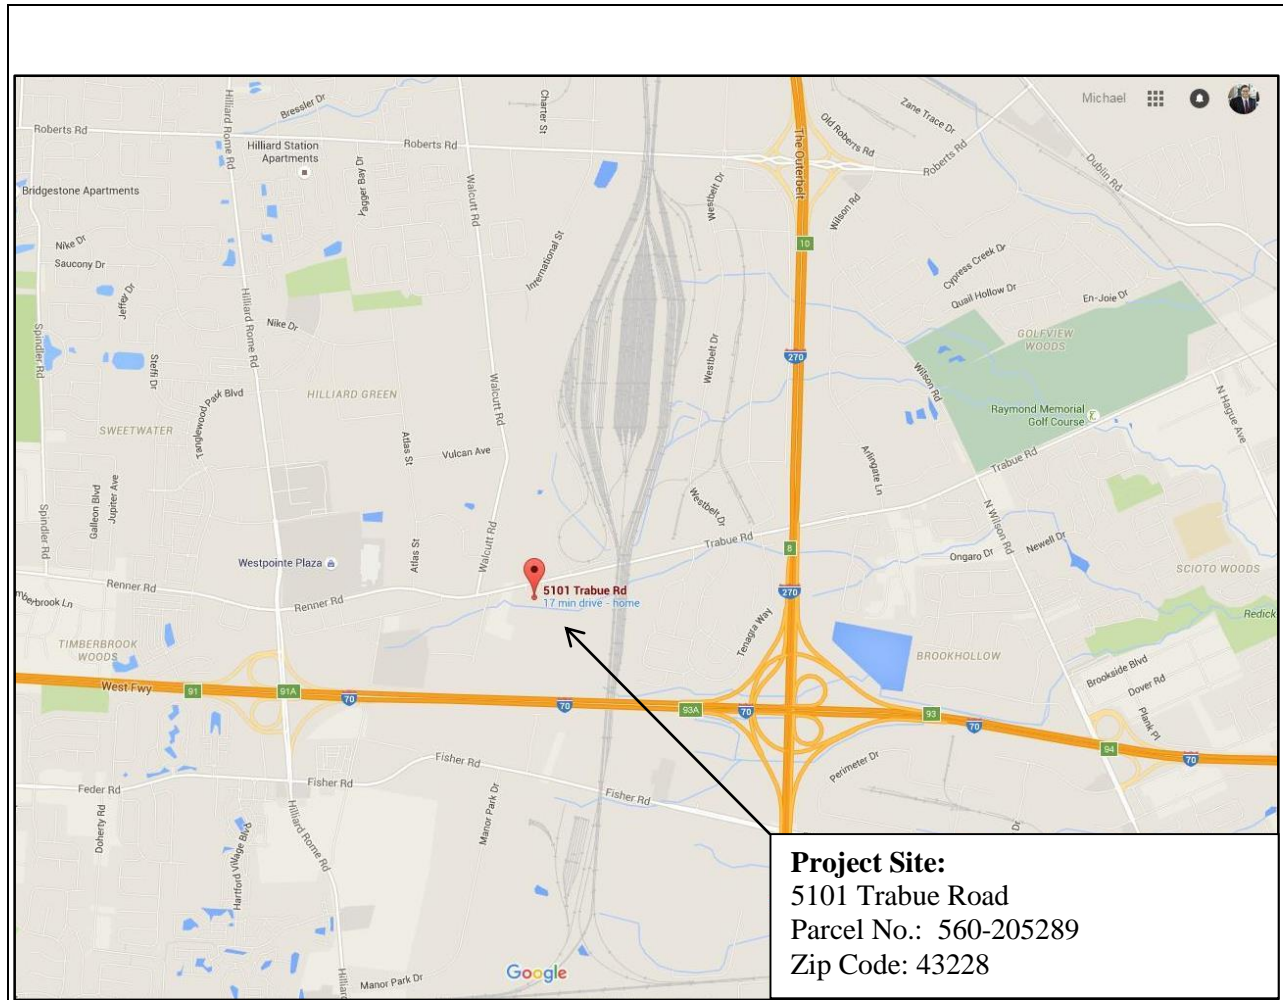 Michael
Bressler Dr
Charter St
Zane Trace Dr
Old Roberts Rd
Roberts Rd
Hilliard Rome Rd
Hilliard Station
Apartments
Roberts Rd
The Outerbelt
Roberts Rd
Dublin Rd
Bridgestone Apartments
Yagger Bay Dr
Walcutt Rd
Westbelt Dr
Wilson Rd
Nike Dr
Saucony Dr
International St
10
Cypress Creek Dr
Jeffey Dr
Quail Hollow Dr
En-Joie Dr
Hilliard Rome Rd
Nike Dr
Spindler Rd
Steffi Dr
Westbelt Dr
270
GOLFVIEW
WOODS
Wilson Rd
N Hague Ave
Walcutt Rd
HILLIARD GREEN
Tanglewood Park Blvd
Raymond Memorial
Golf Course
SWEETWATER
Atlas St
Vulcan Ave
Arlingate Ln
Trabue Rd
Galleon Blvd
Jupiter Ave
Westbelt Dr
Spindler Rd
Walcutt Rd
Trabue Rd
8
N Wilson Rd
Atlas St
Westpointe Plaza
Ongaro Dr
Newell Dr
SCIOTO WOODS
Renner Rd
5101 Trabue Rd
17 min drive - home
270
Renner Rd
Redick
TIMBERBROOK
WOODS
Tenagra Way
BROOKHOLLOW
Brookside Blvd
Dover Rd
West Fwy
91
91A
70
70
93A
70
93
70
Plank Pl
94
70
Fisher Rd
Perimeter Dr
Feder Rd
Fisher Rd
Fisher Rd
Doherty Rd
Hartford Village Blvd
Hilliard Rome Rd
Manor Park Dr
Dr
Google
Manor Park Dr
Project Site:
5101 Trabue Road
Parcel No.: 560-205289
Zip Code: 43228